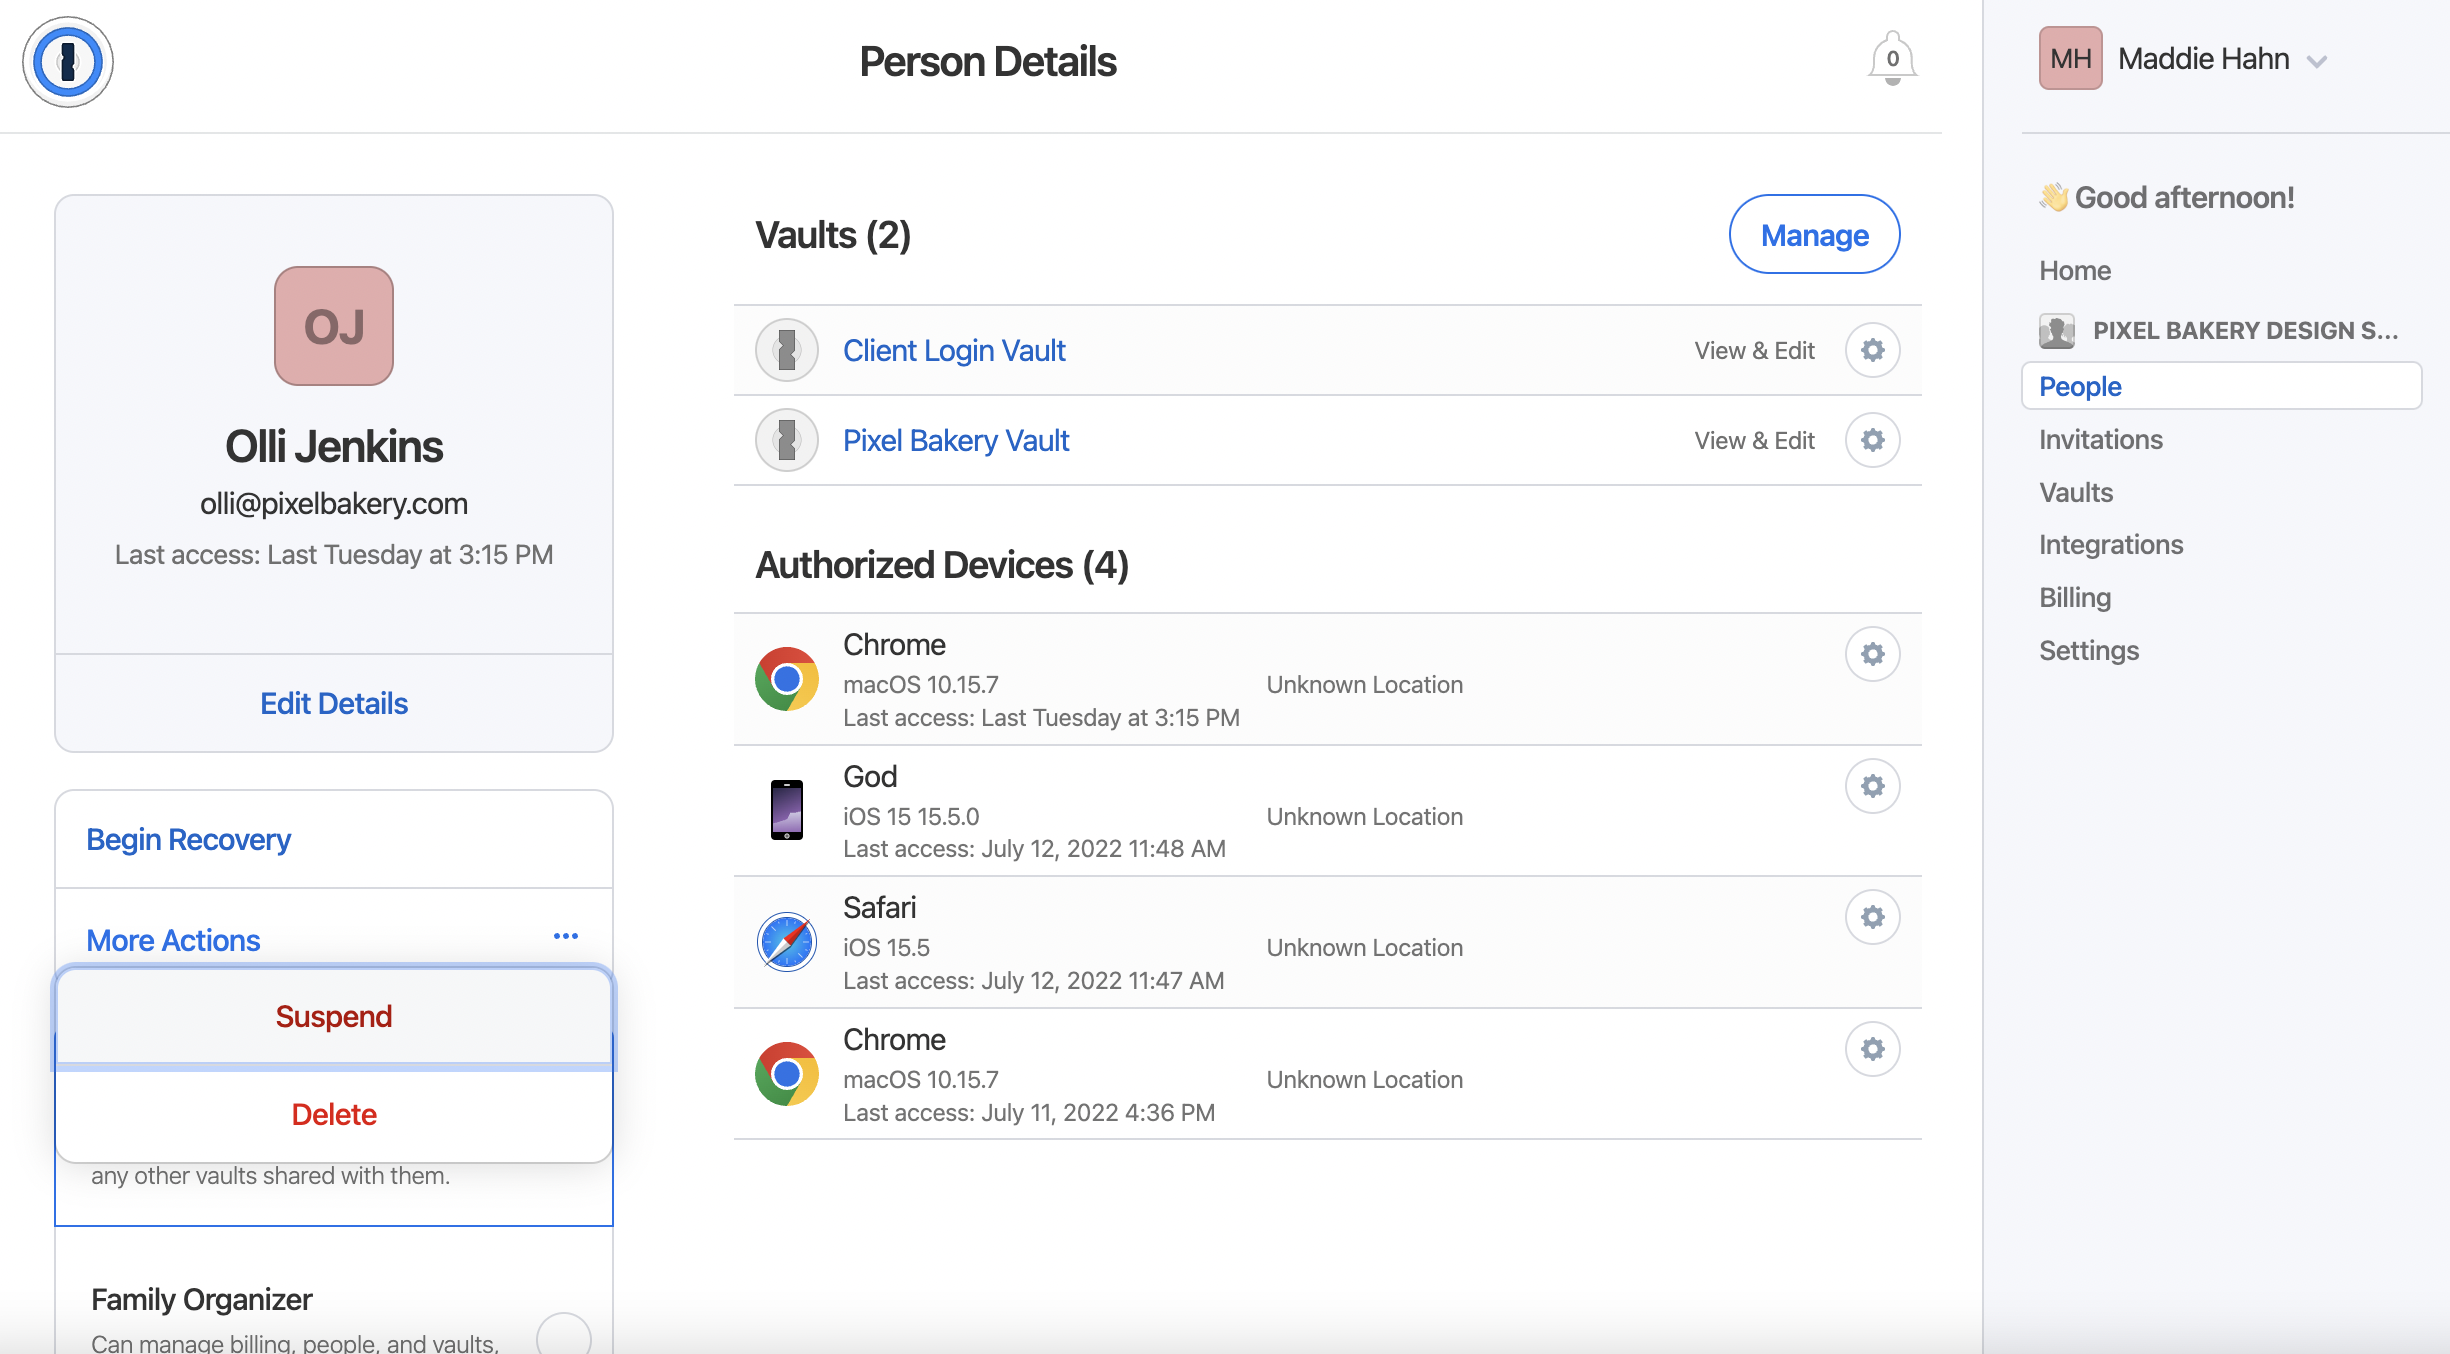 Person Details
0
MH
Maddie Hahn
OJ
Olli Jenkins
olli@pixelbakery.com
Last access: Last Tuesday at 3:15 PM
Edit Details
Begin Recovery
More Actions
Suspend
Delete
any other vaults shared with them.
Family Organizer
Can manage billing, people, and vaults,
Vaults (2)
Manage
Client Login Vault
View & Edit
Pixel Bakery Vault
View & Edit
Authorized Devices (4)
Chrome
macOS 10.15.7
Unknown Location
Last access: Last Tuesday at 3:15 PM
God
iOS 15 15.5.0
Unknown Location
Last access: July 12, 2022 11:48 AM
Safari
iOS 15.5
Unknown Location
Last access: July 12, 2022 11:47 AM
Chrome
macOS 10.15.7
Unknown Location
Last access: July 11, 2022 4:36 PM
👋 Good afternoon!
Home
PIXEL BAKERY DESIGN S...
People
Invitations
Vaults
Integrations
Billing
Settings